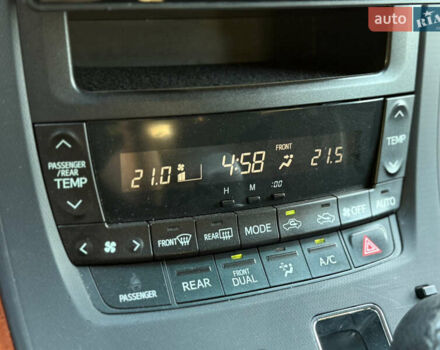 auto RIA
FRONT
PASSENGER
/REAR
TEMP
21.0 4:58 21.5
TEMP
H M :00
FRONT REAR MODE OFF AUTO
PASSENGER REAR FRONT DUAL A/C